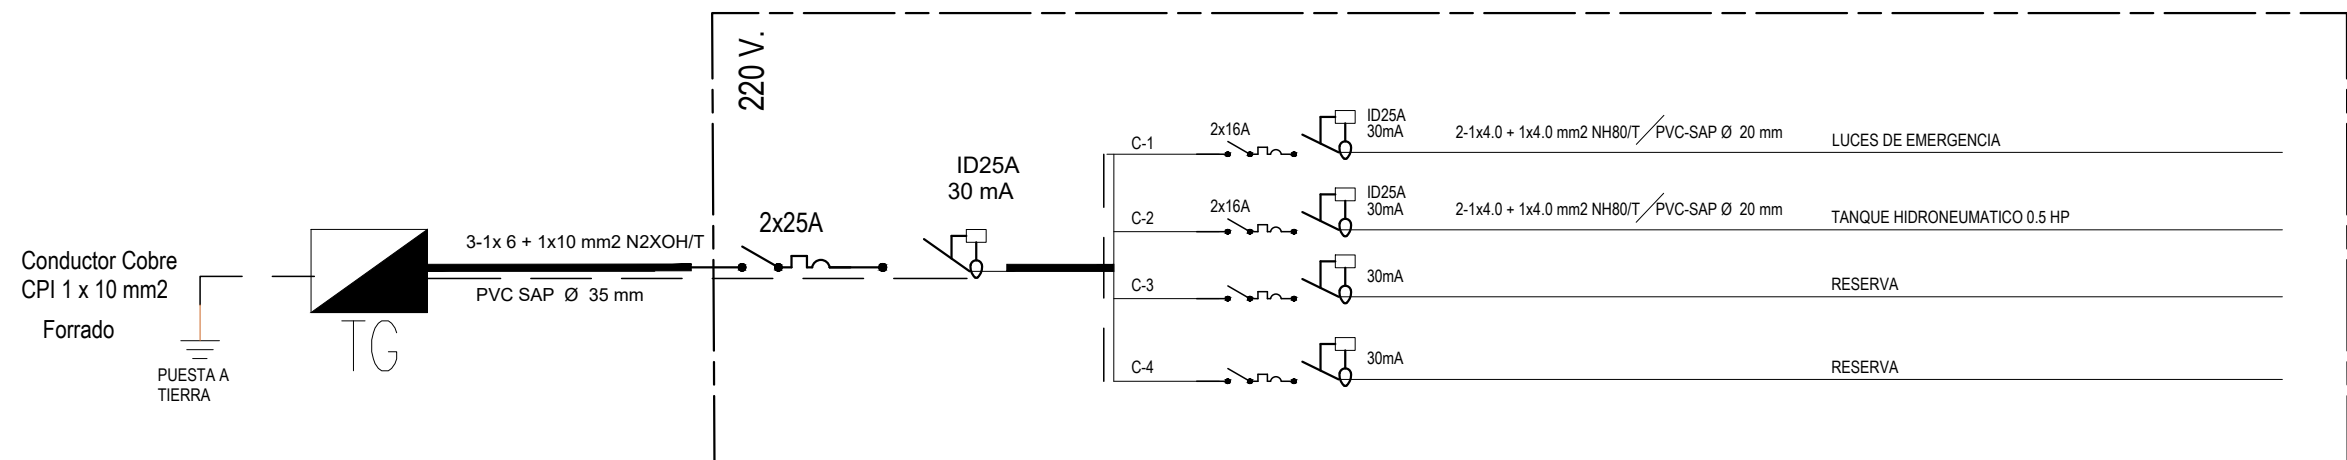 220 V.
Conductor Cobre
CPI 1 x 10 mm2
Forrado
PUESTA A
TIERRA
TG
3-1x 6 + 1x10 mm2 N2XOH/T
PVC SAP Ø 35 mm
2x25A
ID25A
30 mA
C-1
2x16A
ID25A
30mA
2-1x4.0 + 1x4.0 mm2 NH80/T PVC-SAP Ø 20 mm
LUCES DE EMERGENCIA
C-2
2x16A
ID25A
30mA
2-1x4.0 + 1x4.0 mm2 NH80/T PVC-SAP Ø 20 mm
TANQUE HIDRONEUMATICO 0.5 HP
C-3
30mA
RESERVA
C-4
30mA
RESERVA